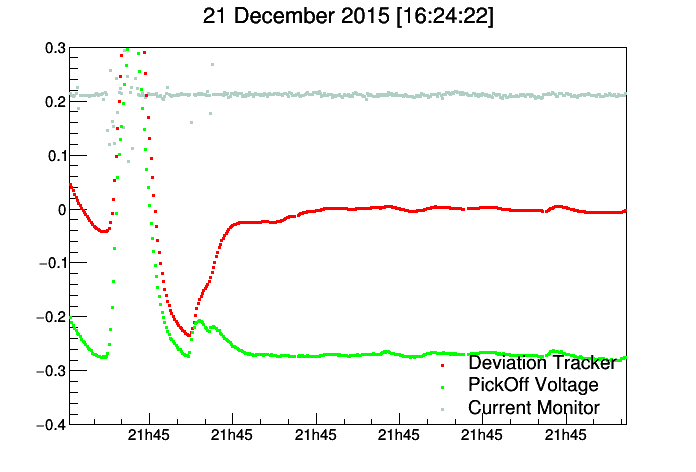 21 December 2015 [16:24:22]
0.3
0.2
0.1
0
−0.1
−0.2
−0.3
−0.4
Deviation Tracker
PickOff Voltage
Current Monitor
21h45 21h45 21h45 21h45 21h45 21h45